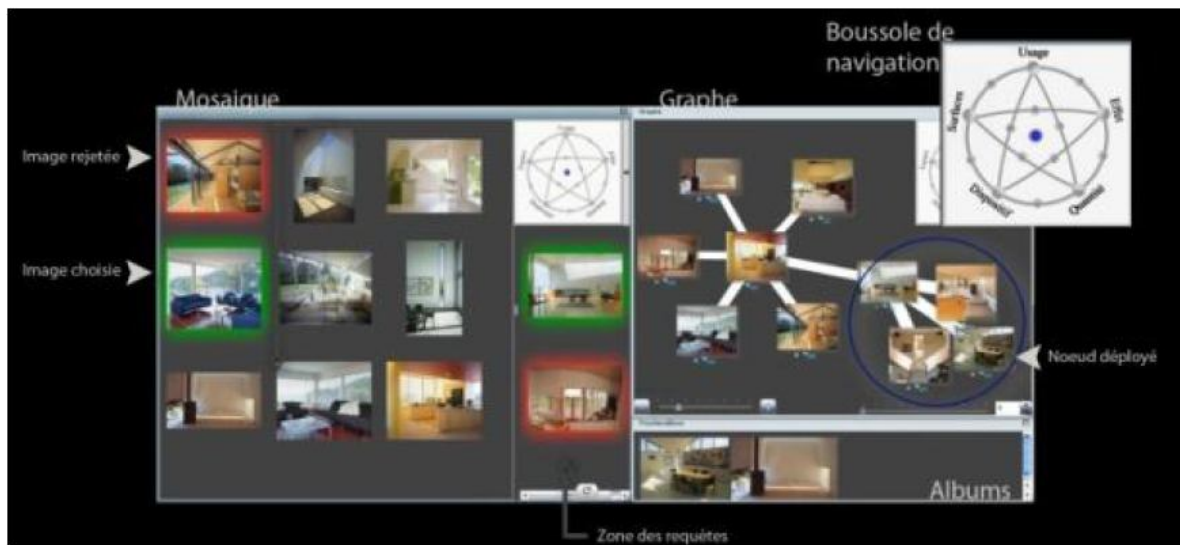 Boussole de
navigation
Mosaique
Graphe
Usage
Effet
Qualité
Dispositif
Surfaces
Image rejetée
Image choisie
Noeud déployé
Albums
Zone des requêtes